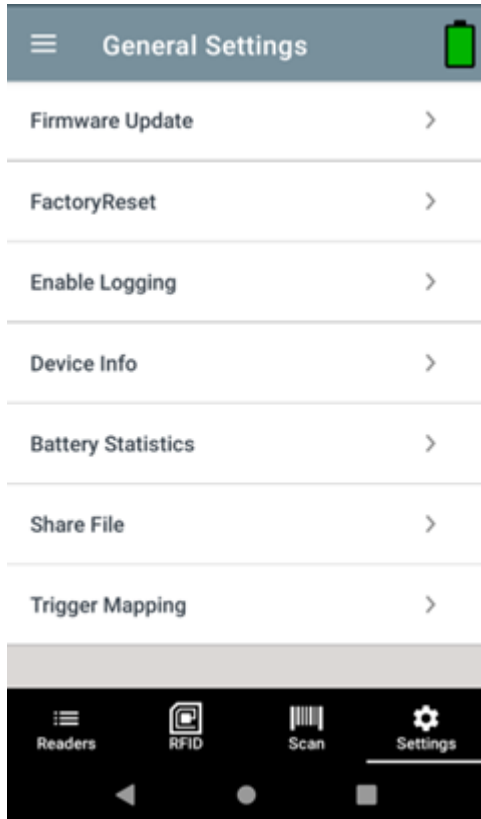 General Settings
Firmware Update
FactoryReset
Enable Logging
Device Info
Battery Statistics
Share File
Trigger Mapping
Readers RFID Scan Settings